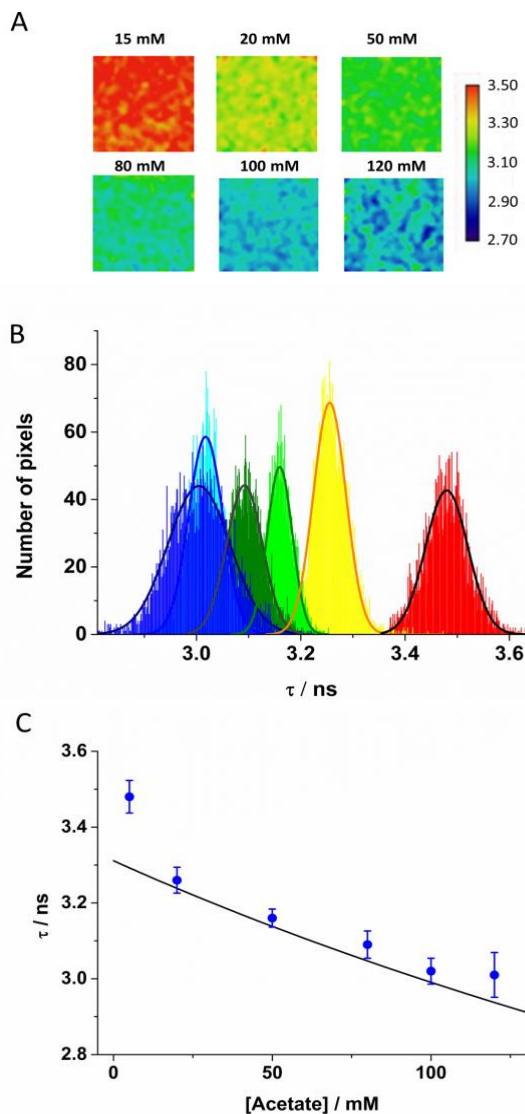 A
15 mM 20 mM 50 mM
80 mM 100 mM 120 mM
3.50
3.30
3.10
2.90
2.70
B
80
60
40
20
0
Number of pixels
3.0 3.2 3.4 3.6
τ / ns
C
3.6
3.4
3.2
3.0
2.8
τ / ns
0 50 100
[Acetate] / mM